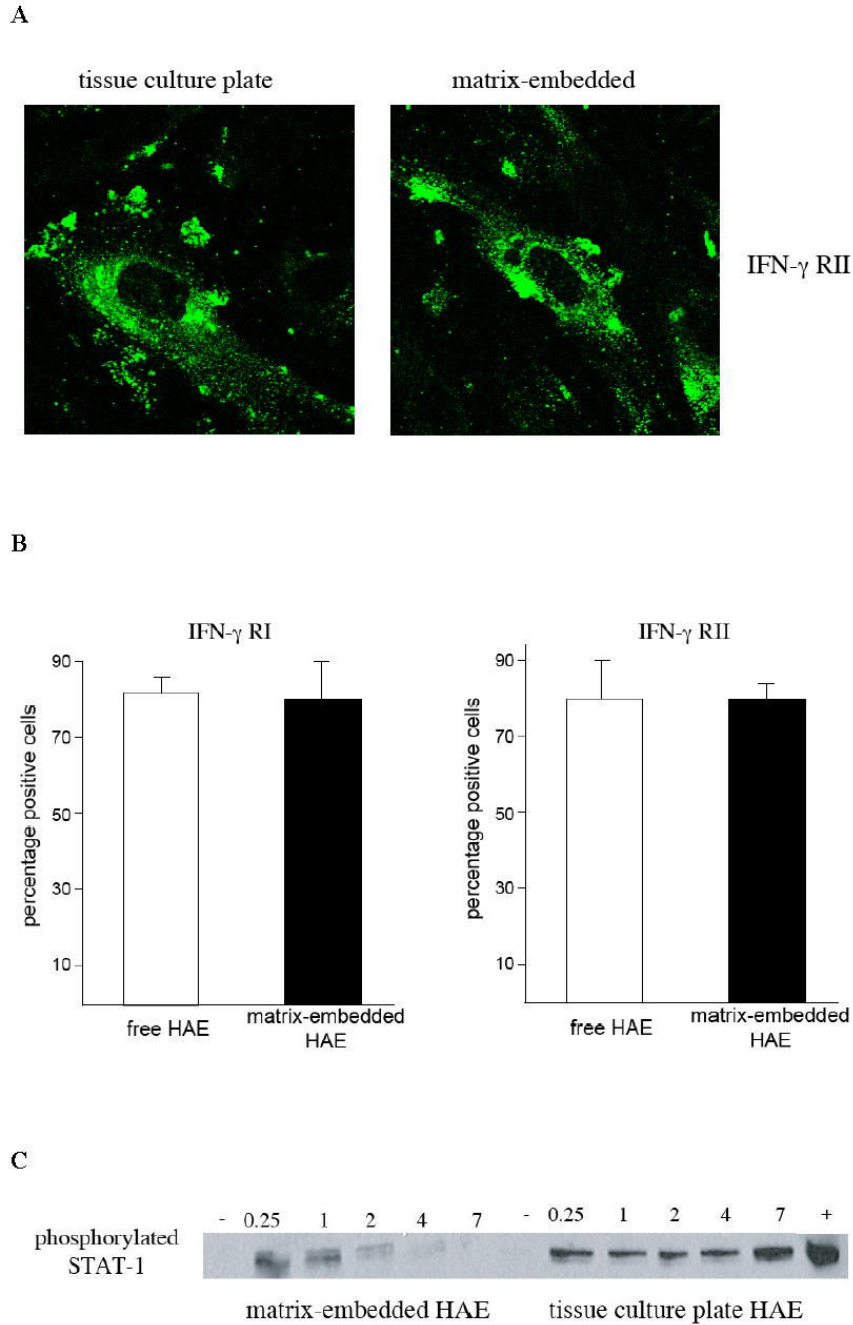 A
tissue culture plate
matrix-embedded
IFN-γ RII
B
IFN-γ RI
percentage positive cells
90
70
50
30
10
free HAE
matrix-embedded
HAE
IFN-γ RII
percentage positive cells
90
70
50
30
10
free HAE
matrix-embedded
HAE
C
- 0.25 1 2 4 7 - 0.25 1 2 4 7 +
phosphorylated
STAT-1
matrix-embedded HAE
tissue culture plate HAE